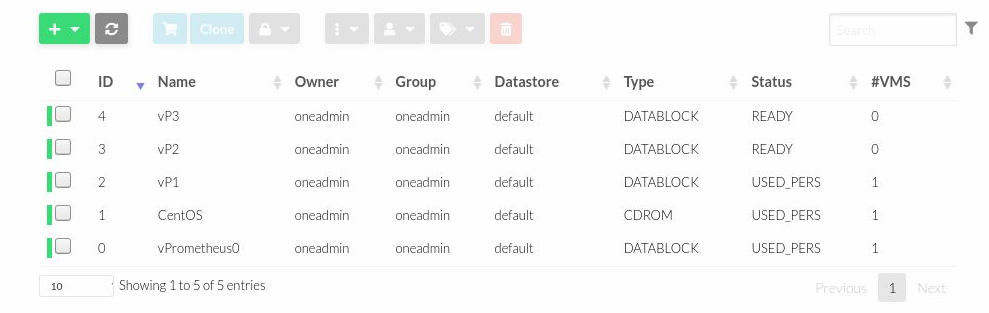 Clone Search
ID Name Owner Group Datastore Type Status #VMS
4 vP3 oneadmin oneadmin default DATABLOCK READY 0
3 vP2 oneadmin oneadmin default DATABLOCK READY 0
2 vP1 oneadmin oneadmin default DATABLOCK USED_PERS 1
1 CentOS oneadmin oneadmin default CDROM USED_PERS 1
0 vPrometheus0 oneadmin oneadmin default DATABLOCK USED_PERS 1
10 Showing 1 to 5 of 5 entries Previous 1 Next